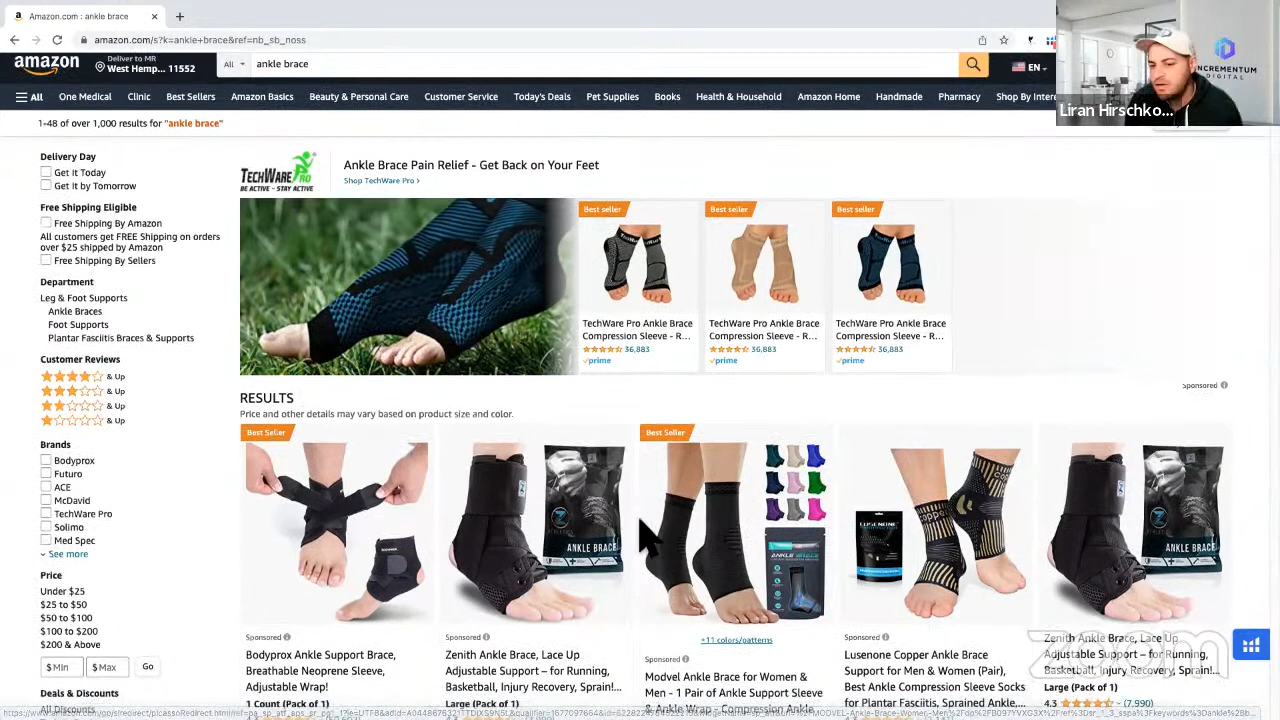 Amazon.com : ankle brace
amazon.com/s?k=ankle+brace&ref=nb_sb_noss
amazon
Deliver to MR
West Hemp... 11552
All
ankle brace
EN
All
One Medical
Clinic
Best Sellers
Amazon Basics
Beauty & Personal Care
Customer Service
Today's Deals
Pet Supplies
Books
Health & Household
Amazon Home
Handmade
Pharmacy
Shop By Intere
INCREMENTUM
DIGITAL
Liran Hirschko...
1-48 of over 1,000 results for "ankle brace"
Delivery Day
Get It Today
Get It by Tomorrow
Free Shipping Eligible
Free Shipping By Amazon
All customers get FREE Shipping on orders
over $25 shipped by Amazon
Free Shipping By Sellers
Department
Leg & Foot Supports
Ankle Braces
Foot Supports
Plantar Fasciitis Braces & Supports
Customer Reviews
& Up
& Up
& Up
& Up
Brands
Bodyprox
Futuro
ACE
McDavid
TechWare Pro
Solimo
Med Spec
See more
Price
Under $25
$25 to $50
$50 to $100
$100 to $200
$200 & Above
$ Min
$ Max
Go
Deals & Discounts
All Discounts
TECHWARE PRO
BE ACTIVE - STAY ACTIVE
Ankle Brace Pain Relief - Get Back on Your Feet
Shop TechWare Pro ›
Best seller
Best seller
Best seller
TechWare Pro Ankle Brace
Compression Sleeve - R...
36,883
prime
TechWare Pro Ankle Brace
Compression Sleeve - R...
36,883
prime
TechWare Pro Ankle Brace
Compression Sleeve - R...
36,883
prime
Sponsored
RESULTS
Price and other details may vary based on product size and color.
Best Seller
Sponsored
Bodyprox Ankle Support Brace,
Breathable Neoprene Sleeve,
Adjustable Wrap!
1 Count (Pack of 1)
ANKLE BRACE
Sponsored
Zenith Ankle Brace, Lace Up
Adjustable Support – for Running,
Basketball, Injury Recovery, Sprain!...
Large (Pack of 1)
Best Seller
ANKLE BRACE
+11 colors/patterns
Sponsored
Modvel Ankle Brace for Women &
Men - 1 Pair of Ankle Support Sleeve
& Ankle Wrap - Compression Ankle
LUSENONE
Sponsored
Lusenone Copper Ankle Brace
Support for Men & Women (Pair),
Best Ankle Compression Sleeve Socks
for Plantar Fasciitis, Sprained Ankle,
ANKLE BRACE
Zenith Ankle Brace, Lace Up
Adjustable Support – for Running,
Basketball, Injury Recovery, Sprain!...
Large (Pack of 1)
4.3
(7,990)
zoom